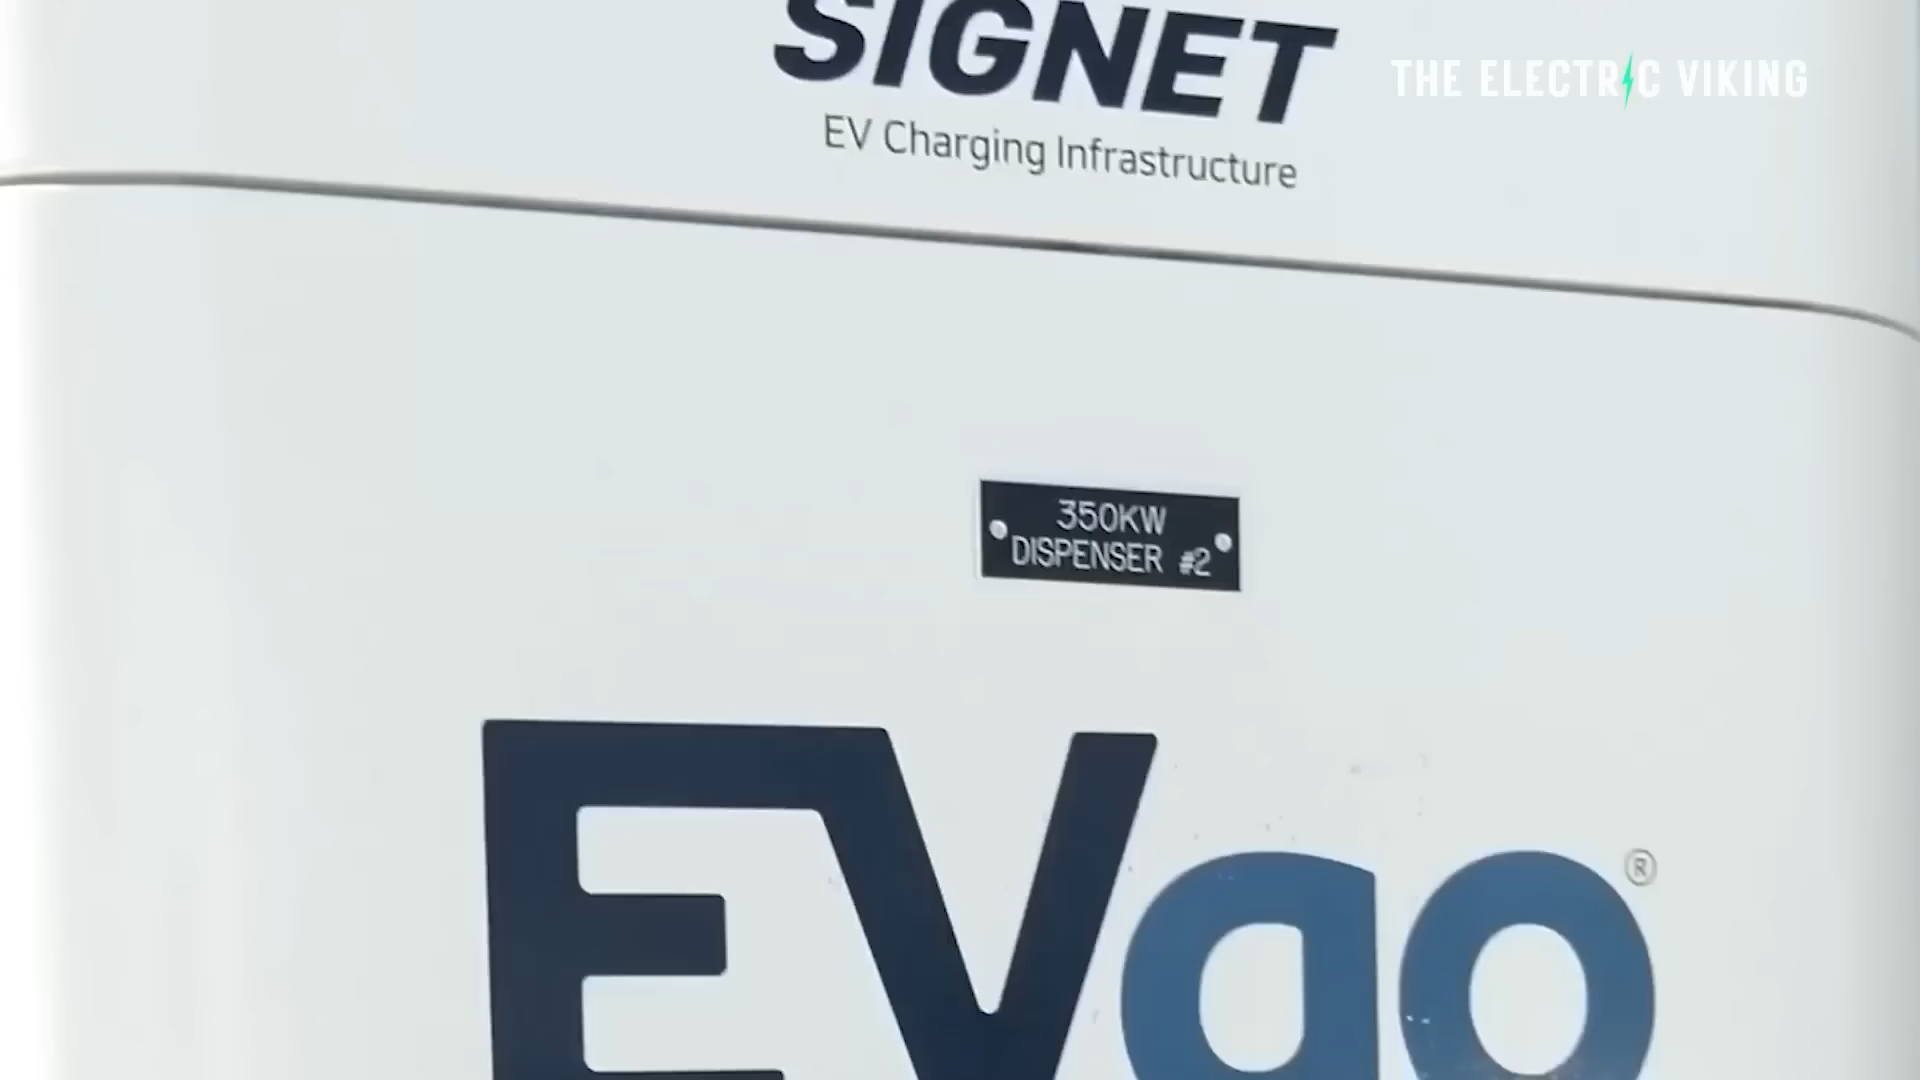 SIGNET
THE ELECTRIC VIKING
EV Charging Infrastructure
350KW
DISPENSER #2
EVgo®